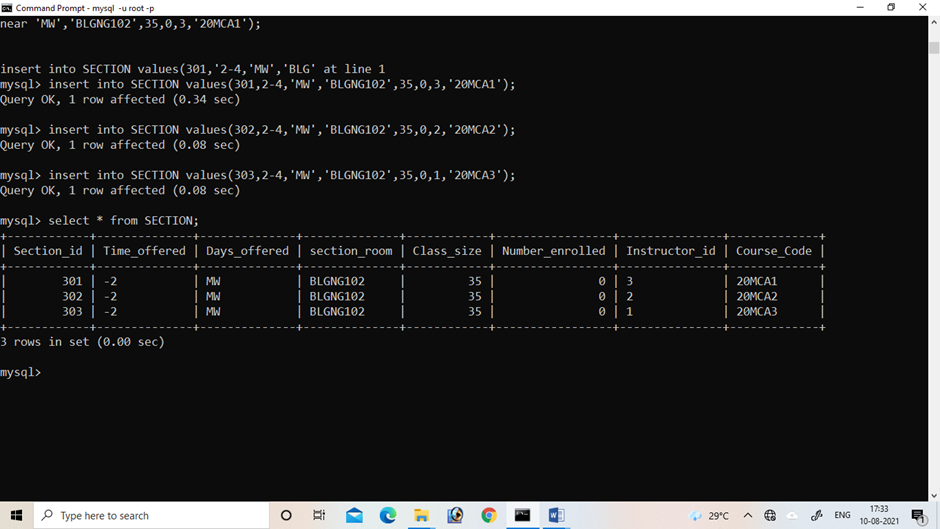 Command Prompt - mysql -u root -p
near 'MW','BLGNG102',35,0,3,'20MCA1');
insert into SECTION values(301,'2-4,'MW','BLG' at line 1
mysql> insert into SECTION values(301,2-4,'MW','BLGNG102',35,0,3,'20MCA1');
Query OK, 1 row affected (0.34 sec)
mysql> insert into SECTION values(302,2-4,'MW','BLGNG102',35,0,2,'20MCA2');
Query OK, 1 row affected (0.08 sec)
mysql> insert into SECTION values(303,2-4,'MW','BLGNG102',35,0,1,'20MCA3');
Query OK, 1 row affected (0.08 sec)
mysql> select * from SECTION;
| Section_id | Time_offered | Days_offered | section_room | Class_size | Number_enrolled | Instructor_id | Course_Code |
| 301 | -2 | MW | BLGNG102 | 35 | 0 | 3 | 20MCA1 |
| 302 | -2 | MW | BLGNG102 | 35 | 0 | 2 | 20MCA2 |
| 303 | -2 | MW | BLGNG102 | 35 | 0 | 1 | 20MCA3 |
3 rows in set (0.00 sec)
mysql>
Type here to search
29°C
ENG
17:33
10-08-2021
1